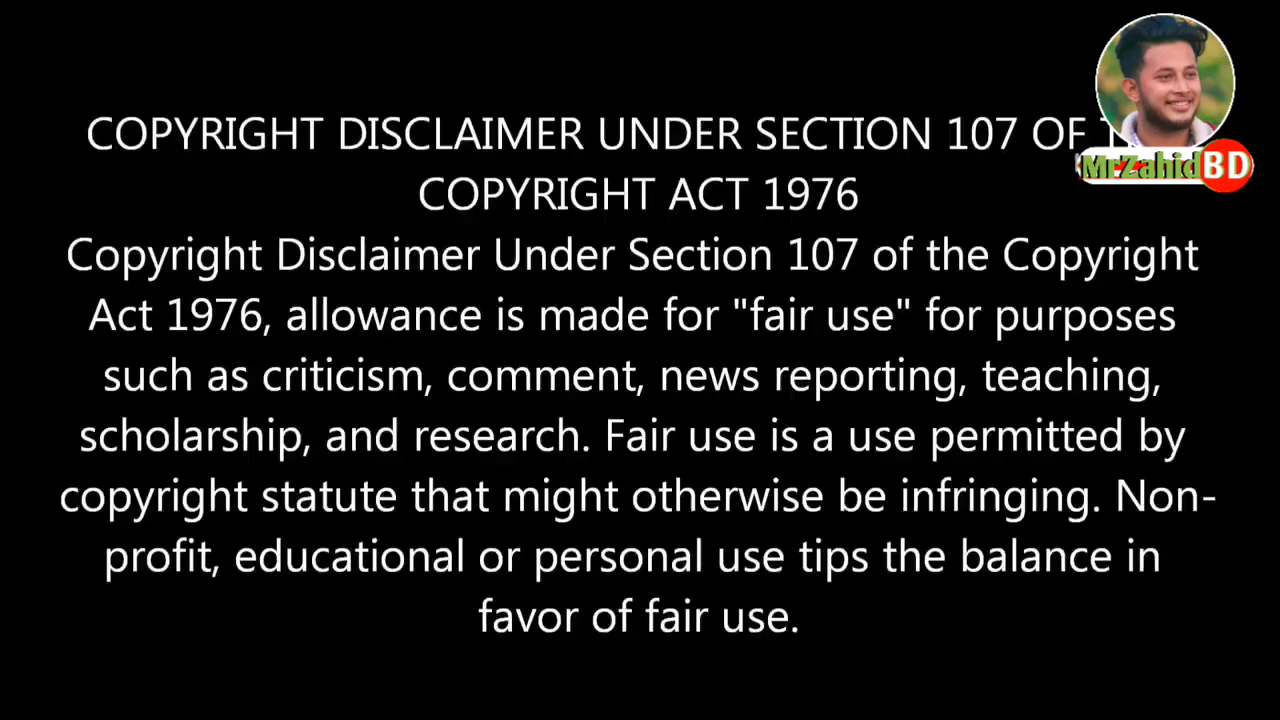 COPYRIGHT DISCLAIMER UNDER SECTION 107 OF
COPYRIGHT ACT 1976
Copyright Disclaimer Under Section 107 of the Copyright
Act 1976, allowance is made for "fair use" for purposes
such as criticism, comment, news reporting, teaching,
scholarship, and research. Fair use is a use permitted by
copyright statute that might otherwise be infringing. Non-
profit, educational or personal use tips the balance in
favor of fair use.
MrZahidBD